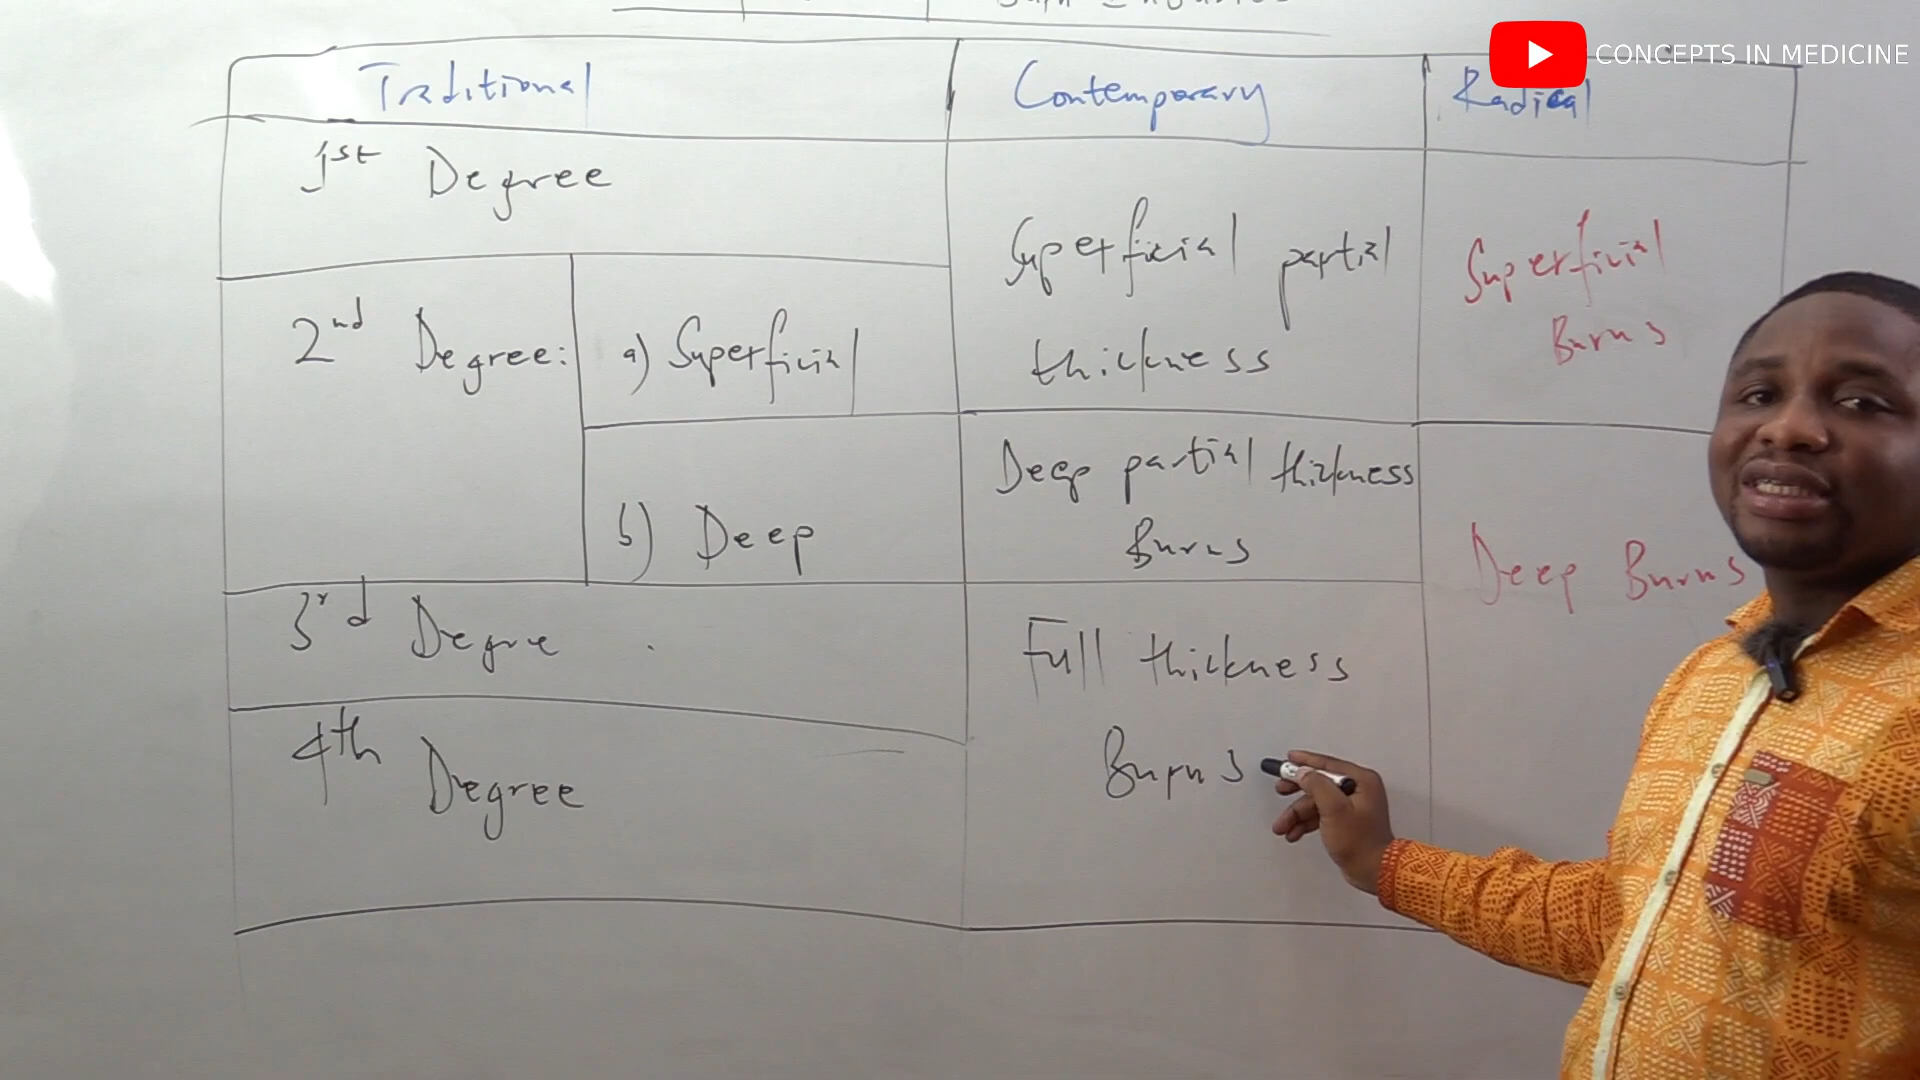 CONCEPTS IN MEDICINE
Traditional
Contemporary
Radical
1st Degree
Superficial partial
thickness
Superficial
Burns
2nd Degree:
a) Superficial
b) Deep
Deep partial thickness
Burns
Deep Burns
3rd Degre
Full thickness
Burns
4th Degree